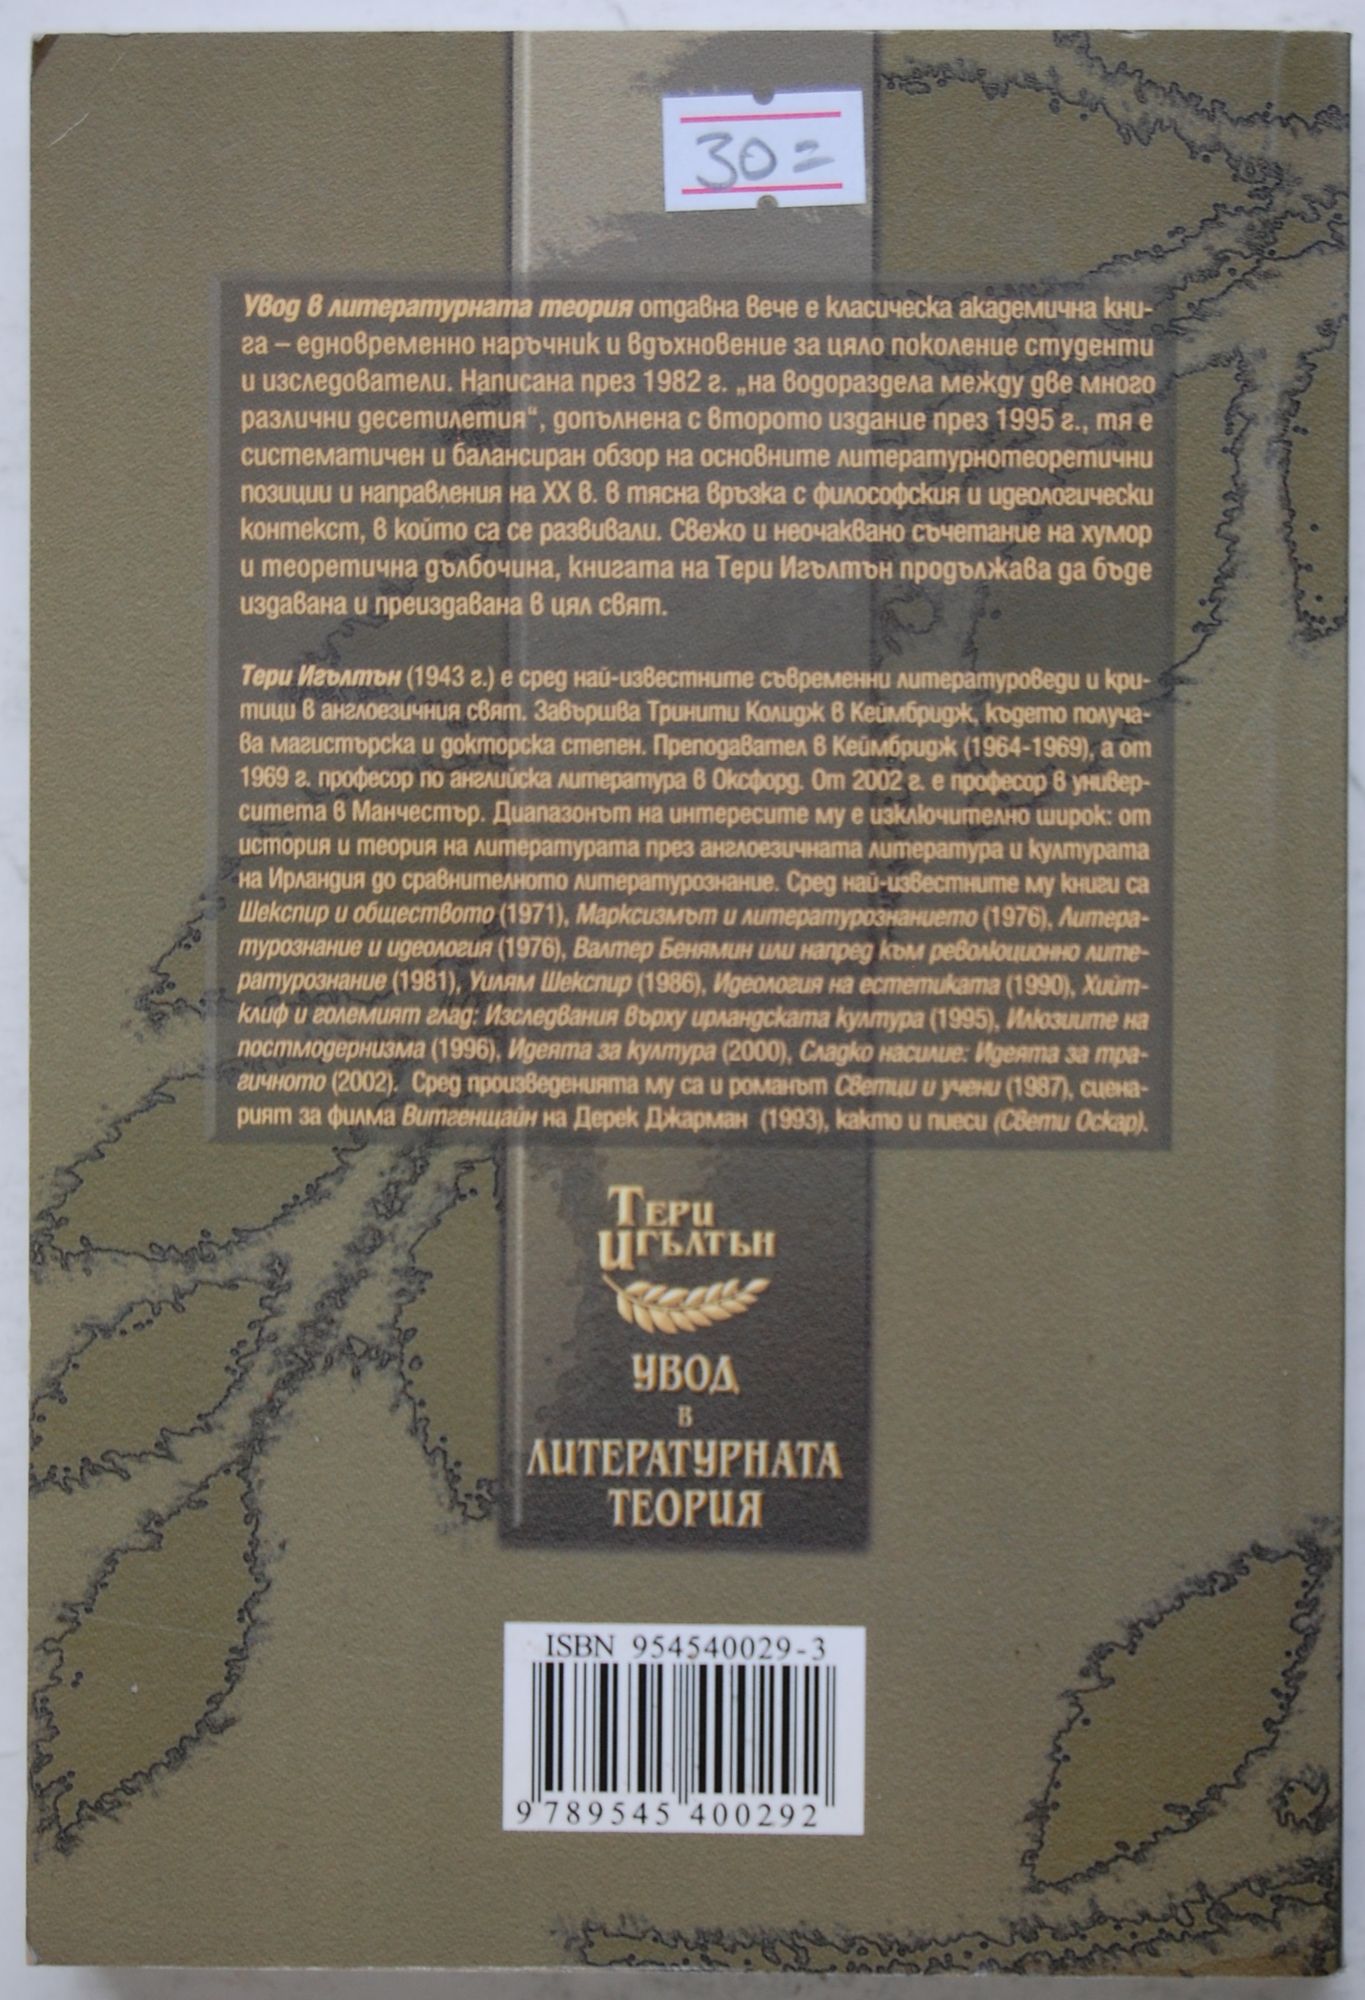 30=
Увод в литературната теория отдавна вече е класическа академична кни-
га – едновременно наръчник и вдъхновение за цяло поколение студенти
и изследователи. Написана през 1982 г. „на водораздела между две много
различни десетилетия“, допълнена с второто издание през 1995 г., тя е
систематичен и балансиран обзор на основните литературнотеоретични
позиции и направления на XX в. в тясна връзка с философския и идеологически
контекст, в който са се развивали. Свежо и неочаквано съчетание на хумор
и теоретична дълбочина, книгата на Тери Игълтън продължава да бъде
издавана и преиздавана в цял свят.
Тери Игълтън (1943 г.) е сред най-известните съвременни литературоведи и кри-
тици в англоезичния свят. Завършва Тринити Колидж в Кеймбридж, където получа-
ва магистърска и докторска степен. Преподавател в Кеймбридж (1964-1969), а от
1969 г. професор по английска литература в Оксфорд. От 2002 г. е професор в универ-
ситета в Манчестър. Диапазонът на интересите му е изключително широк: от
история и теория на литературата през англоезичната литература и културата
на Ирландия до сравнителното литературознание. Сред най-известните му книги са
Шекспир и обществото (1971), Марксизмът и литературознанието (1976), Литера-
турознание и идеология (1976), Валтер Бенямин или напред към революционно лите-
ратурознание (1981), Уилям Шекспир (1986), Идеология на естетиката (1990), Хийт-
клиф и големият глад: Изследвания върху ирландската култура (1995), Илюзиите на
постмодернизма (1996), Идеята за култура (2000), Сладко насилие: Идеята за тра-
гичното (2002). Сред произведенията му са и романът Светци и учени (1987), сцена-
рият за филма Витгенщайн на Дерек Джарман (1993), както и пиеси (Свети Оскар).
Тери
Игълтън
Увод
в
литературната
теория
ISBN 954540029-3
9 789545 400292